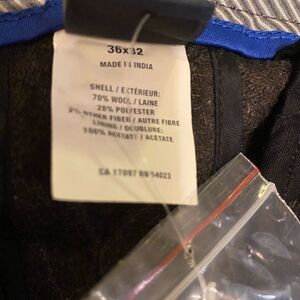 36x32
MADE IN INDIA
SHELL / EXTÉRIEUR:
70% WOOL / LAINE
28% POLYESTER
2% OTHER FIBER / AUTRE FIBRE
LINING / DOUBLURE:
100% ACETATE / ACÉTATE
CA 17897 RN 54023